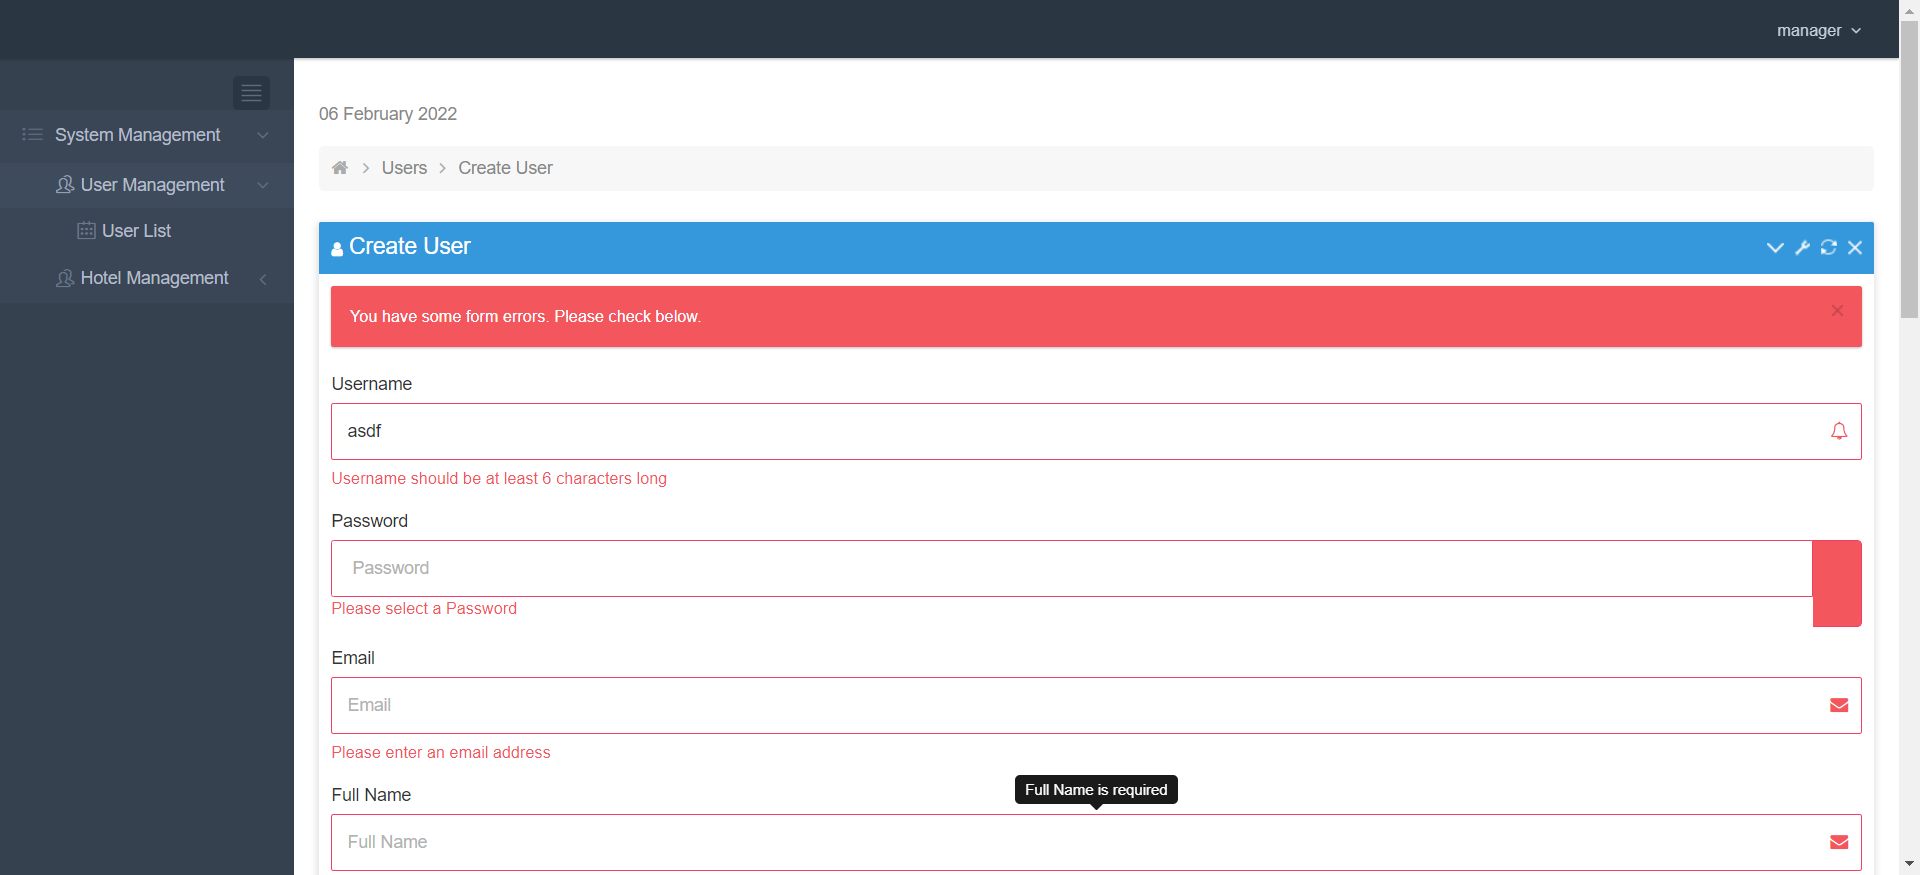 manager
System Management
User Management
User List
Hotel Management
06 February 2022
Users
Create User
Create User
You have some form errors. Please check below.
Username
asdf
Username should be at least 6 characters long
Password
Password
Please select a Password
Email
Email
Please enter an email address
Full Name
Full Name is required
Full Name